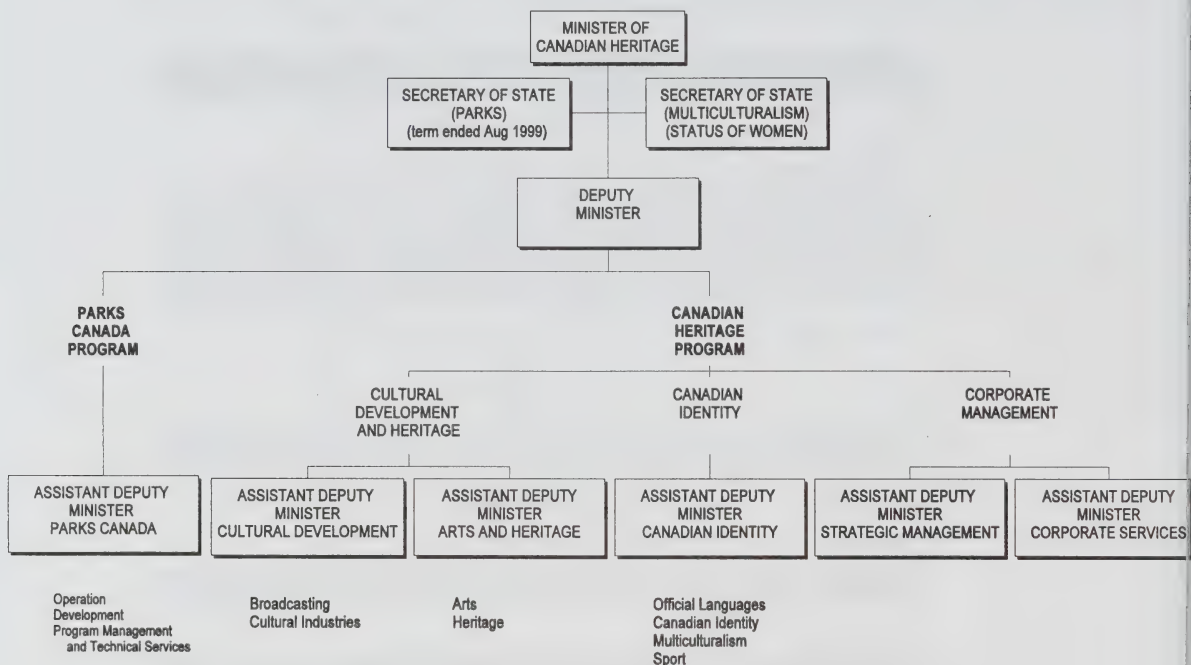 MINISTER OF
CANADIAN HERITAGE
SECRETARY OF STATE
(PARKS)
(term ended Aug 1999)
SECRETARY OF STATE
(MULTICULTURALISM)
(STATUS OF WOMEN)
DEPUTY
MINISTER
PARKS
CANADA
PROGRAM
CANADIAN
HERITAGE
PROGRAM
CULTURAL
DEVELOPMENT
AND HERITAGE
CANADIAN
IDENTITY
CORPORATE
MANAGEMENT
ASSISTANT DEPUTY
MINISTER
PARKS CANADA
ASSISTANT DEPUTY
MINISTER
CULTURAL DEVELOPMENT
ASSISTANT DEPUTY
MINISTER
ARTS AND HERITAGE
ASSISTANT DEPUTY
MINISTER
CANADIAN IDENTITY
ASSISTANT DEPUTY
MINISTER
STRATEGIC MANAGEMENT
ASSISTANT DEPUTY
MINISTER
CORPORATE SERVICES
Operation
Development
Program Management
and Technical Services
Broadcasting
Cultural Industries
Arts
Heritage
Official Languages
Canadian Identity
Multiculturalism
Sport